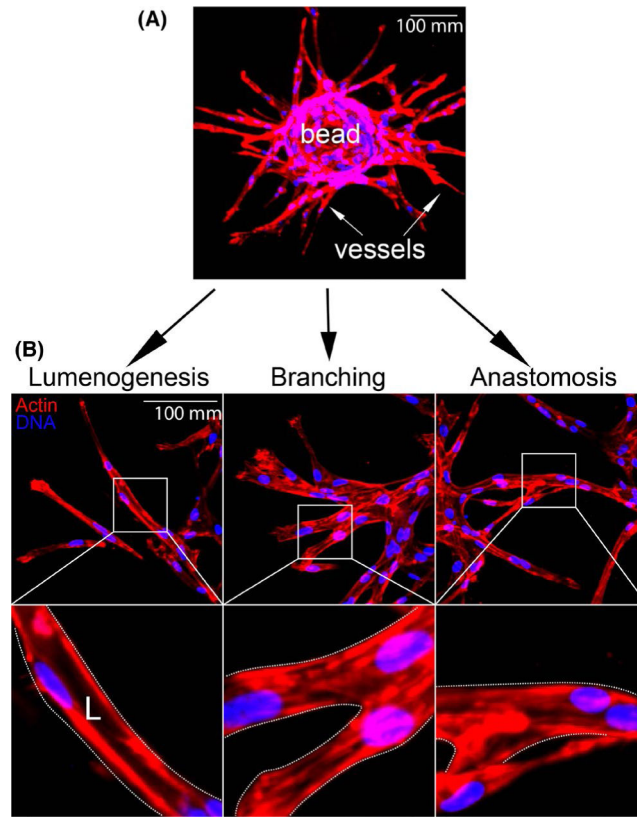 (A)
100 mm
bead
vessels
(B)
Lumenogenesis Branching Anastomosis
Actin
DNA
100 mm
L